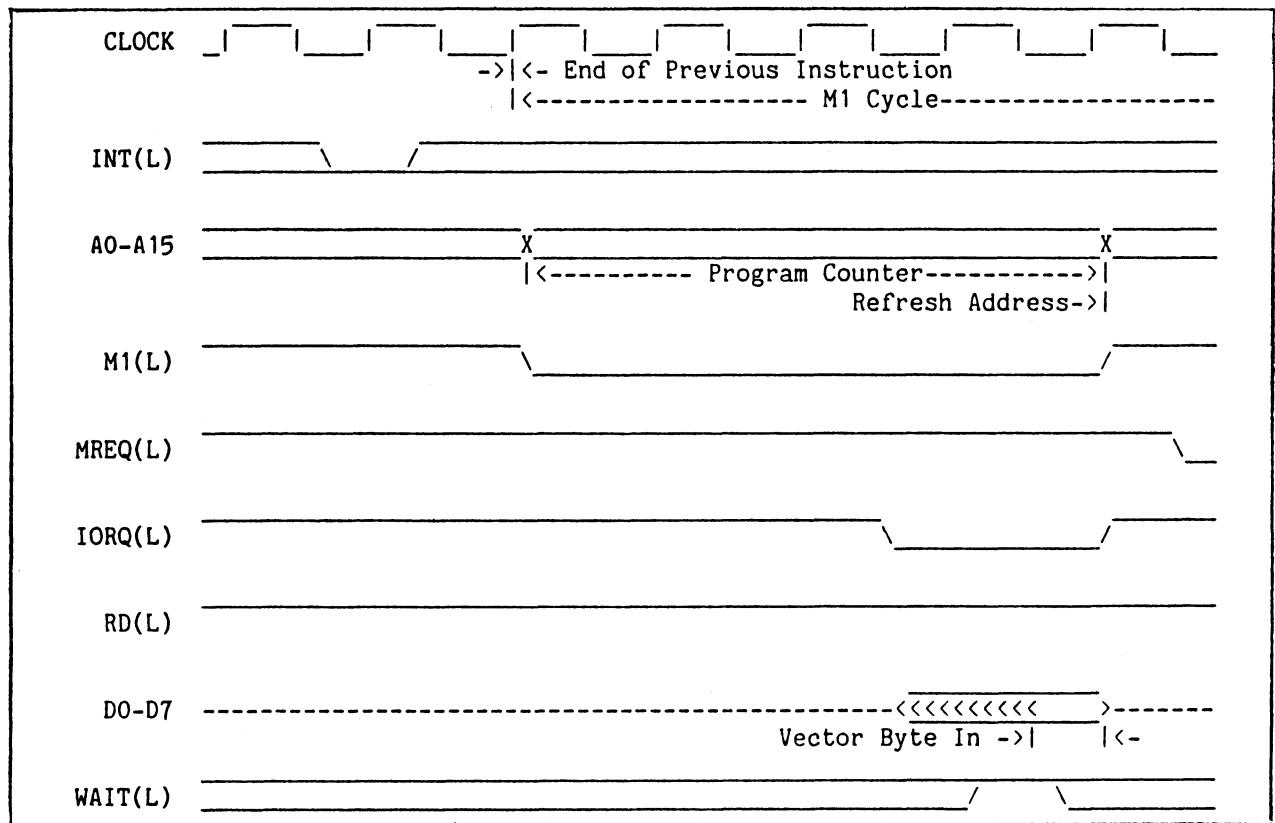 CLOCK
->|<- End of Previous Instruction
|<------------------- M1 Cycle-------------------
INT(L)
A0-A15
X X
|<---------- Program Counter----------->|
Refresh Address->|
M1(L)
MREQ(L)
IORQ(L)
RD(L)
D0-D7 <<<<<<<<<< >
Vector Byte In ->| |<-
WAIT(L)